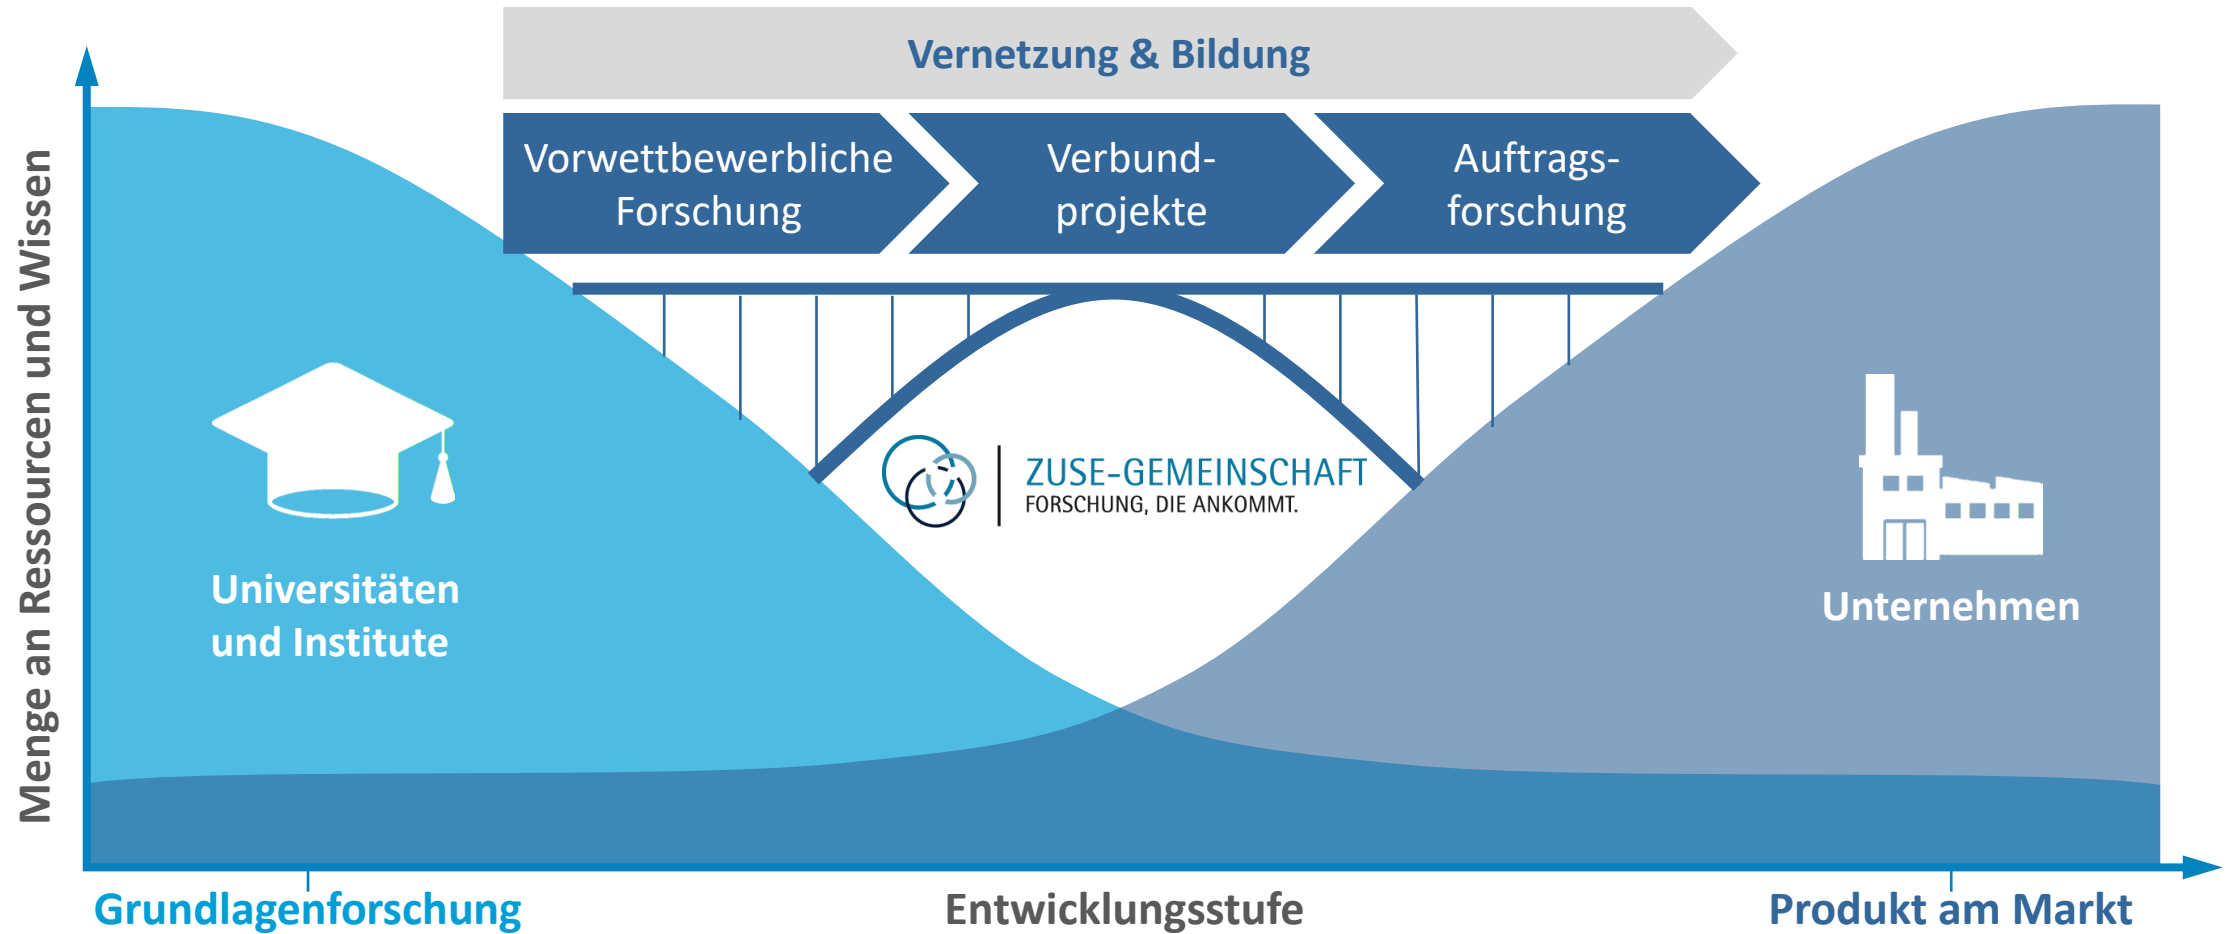 Vernetzung & Bildung
Vorwettbewerbliche
Forschung
Verbund-
projekte
Auftrags-
forschung
Menge an Ressourcen und Wissen
ZUSE-GEMEINSCHAFT
FORSCHUNG, DIE ANKOMMT.
Universitäten
und Institute
Unternehmen
Grundlagenforschung
Entwicklungsstufe
Produkt am Markt